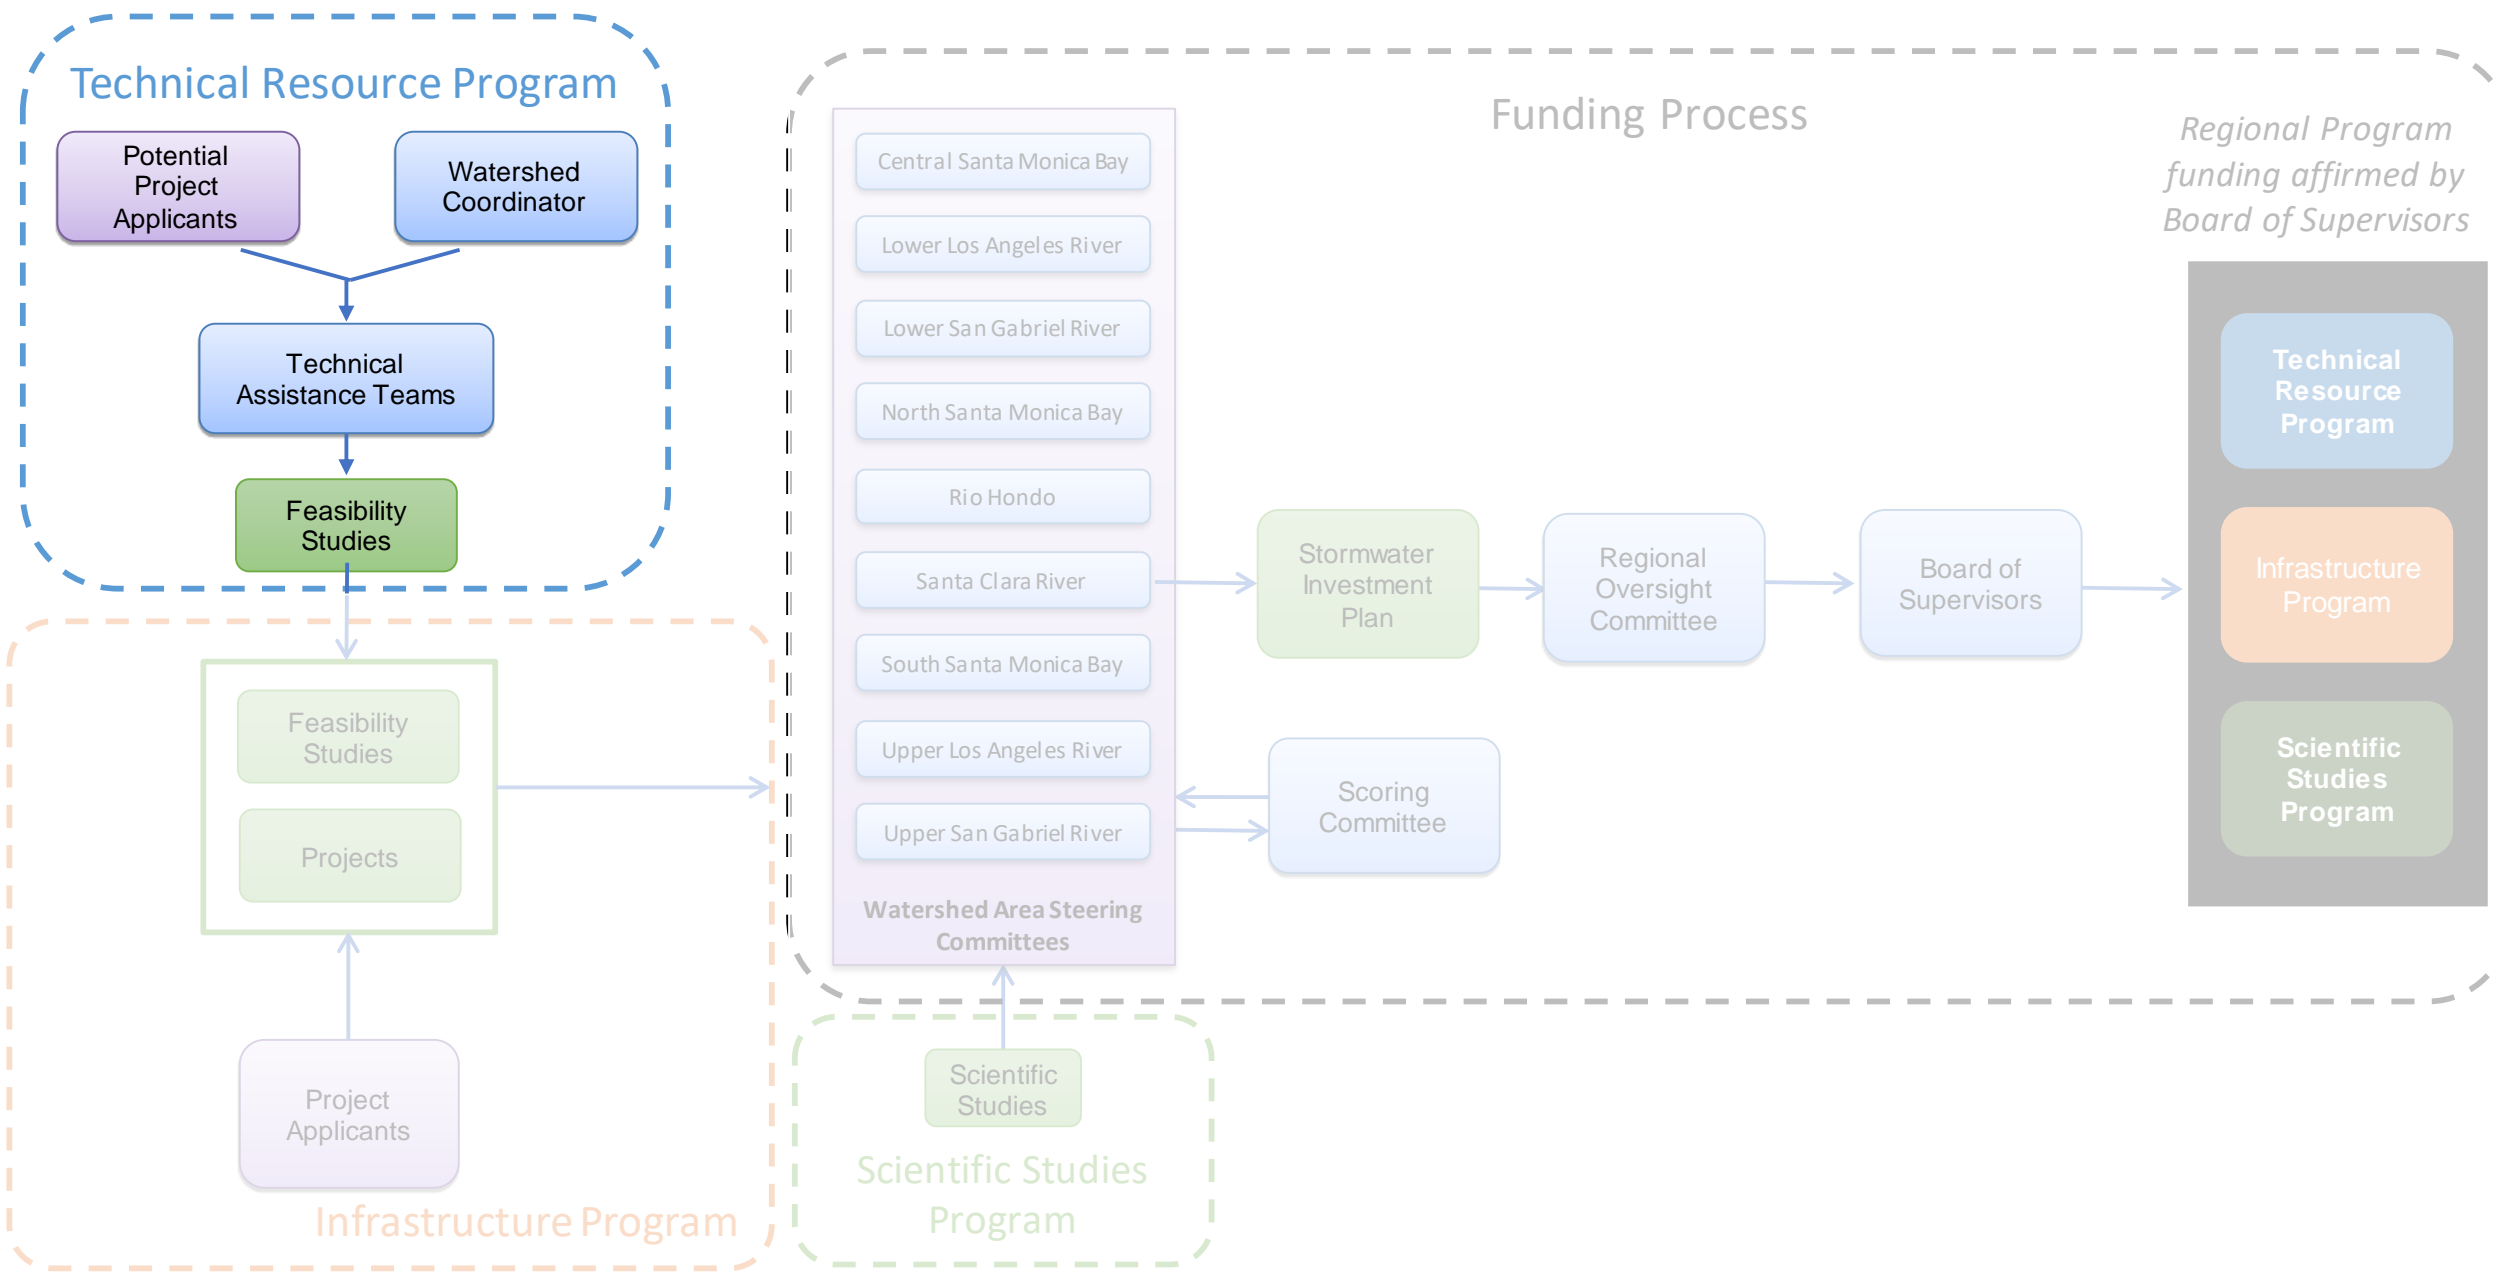 Technical Resource Program
Potential
Project
Applicants
Watershed
Coordinator
Technical
Assistance Teams
Feasibility
Studies
Feasibility
Studies
Projects
Project
Applicants
Infrastructure Program
Funding Process
Central Santa Monica Bay
Lower Los Angeles River
Lower San Gabriel River
North Santa Monica Bay
Rio Hondo
Santa Clara River
South Santa Monica Bay
Upper Los Angeles River
Upper San Gabriel River
Watershed Area Steering
Committees
Stormwater
Investment
Plan
Regional
Oversight
Committee
Board of
Supervisors
Scoring
Committee
Regional Program
funding affirmed by
Board of Supervisors
Technical
Resource
Program
Infrastructure
Program
Scientific
Studies
Program
Scientific
Studies
Scientific Studies
Program